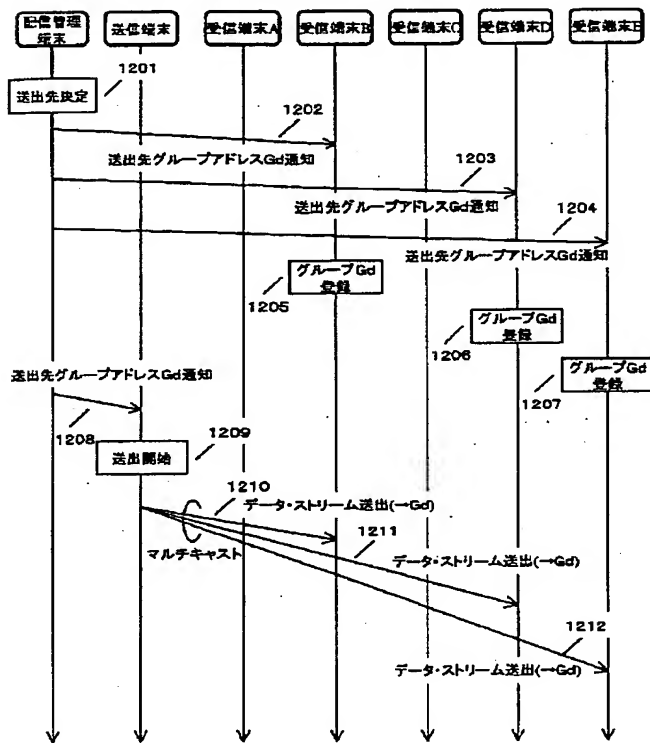 配信管理
端末
送信端末
受信端末A
受信端末B
受信端末C
受信端末D
受信端末E
1201
送出先決定
1202
送出先グループアドレスGd通知
1203
送出先グループアドレスGd通知
1204
送出先グループアドレスGd通知
グループGd
登録
1205
グループGd
登録
1206
グループGd
登録
1207
送出先グループアドレスGd通知
1208
1209
送出開始
1210
データ・ストリーム送出(→Gd)
1211
マルチキャスト
データ・ストリーム送出(→Gd)
1212
データ・ストリーム送出(→Gd)